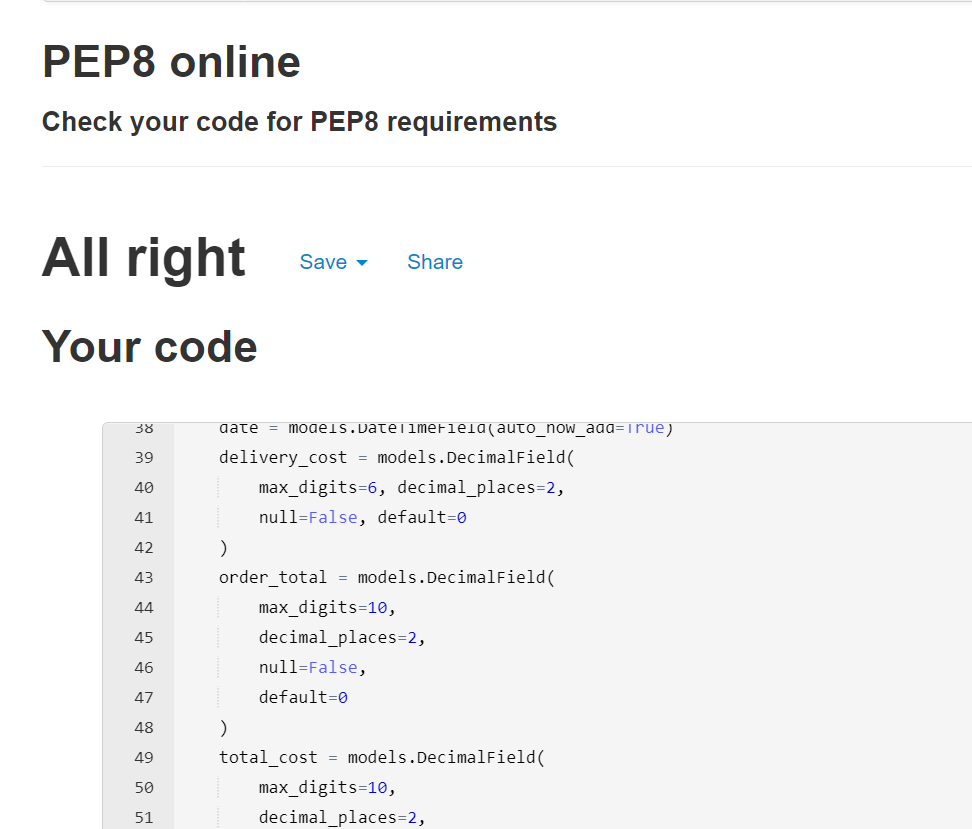 PEP8 online
Check your code for PEP8 requirements
All right Save Share
Your code
38 date = models.DateTimeField(auto_now_add=True)
39 delivery_cost = models.DecimalField(
40 max_digits=6, decimal_places=2,
41 null=False, default=0
42 )
43 order_total = models.DecimalField(
44 max_digits=10,
45 decimal_places=2,
46 null=False,
47 default=0
48 )
49 total_cost = models.DecimalField(
50 max_digits=10,
51 decimal_places=2,